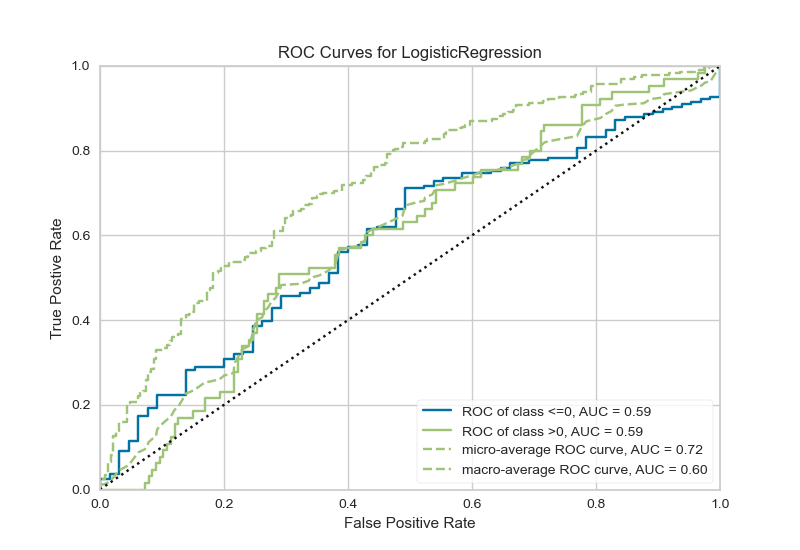 ROC Curves for LogisticRegression
1.0
0.8
0.6
0.4
0.2
0.0
True Postive Rate
ROC of class <=0, AUC = 0.59
ROC of class >0, AUC = 0.59
micro-average ROC curve, AUC = 0.72
macro-average ROC curve, AUC = 0.60
0.0 0.2 0.4 0.6 0.8 1.0
False Positive Rate